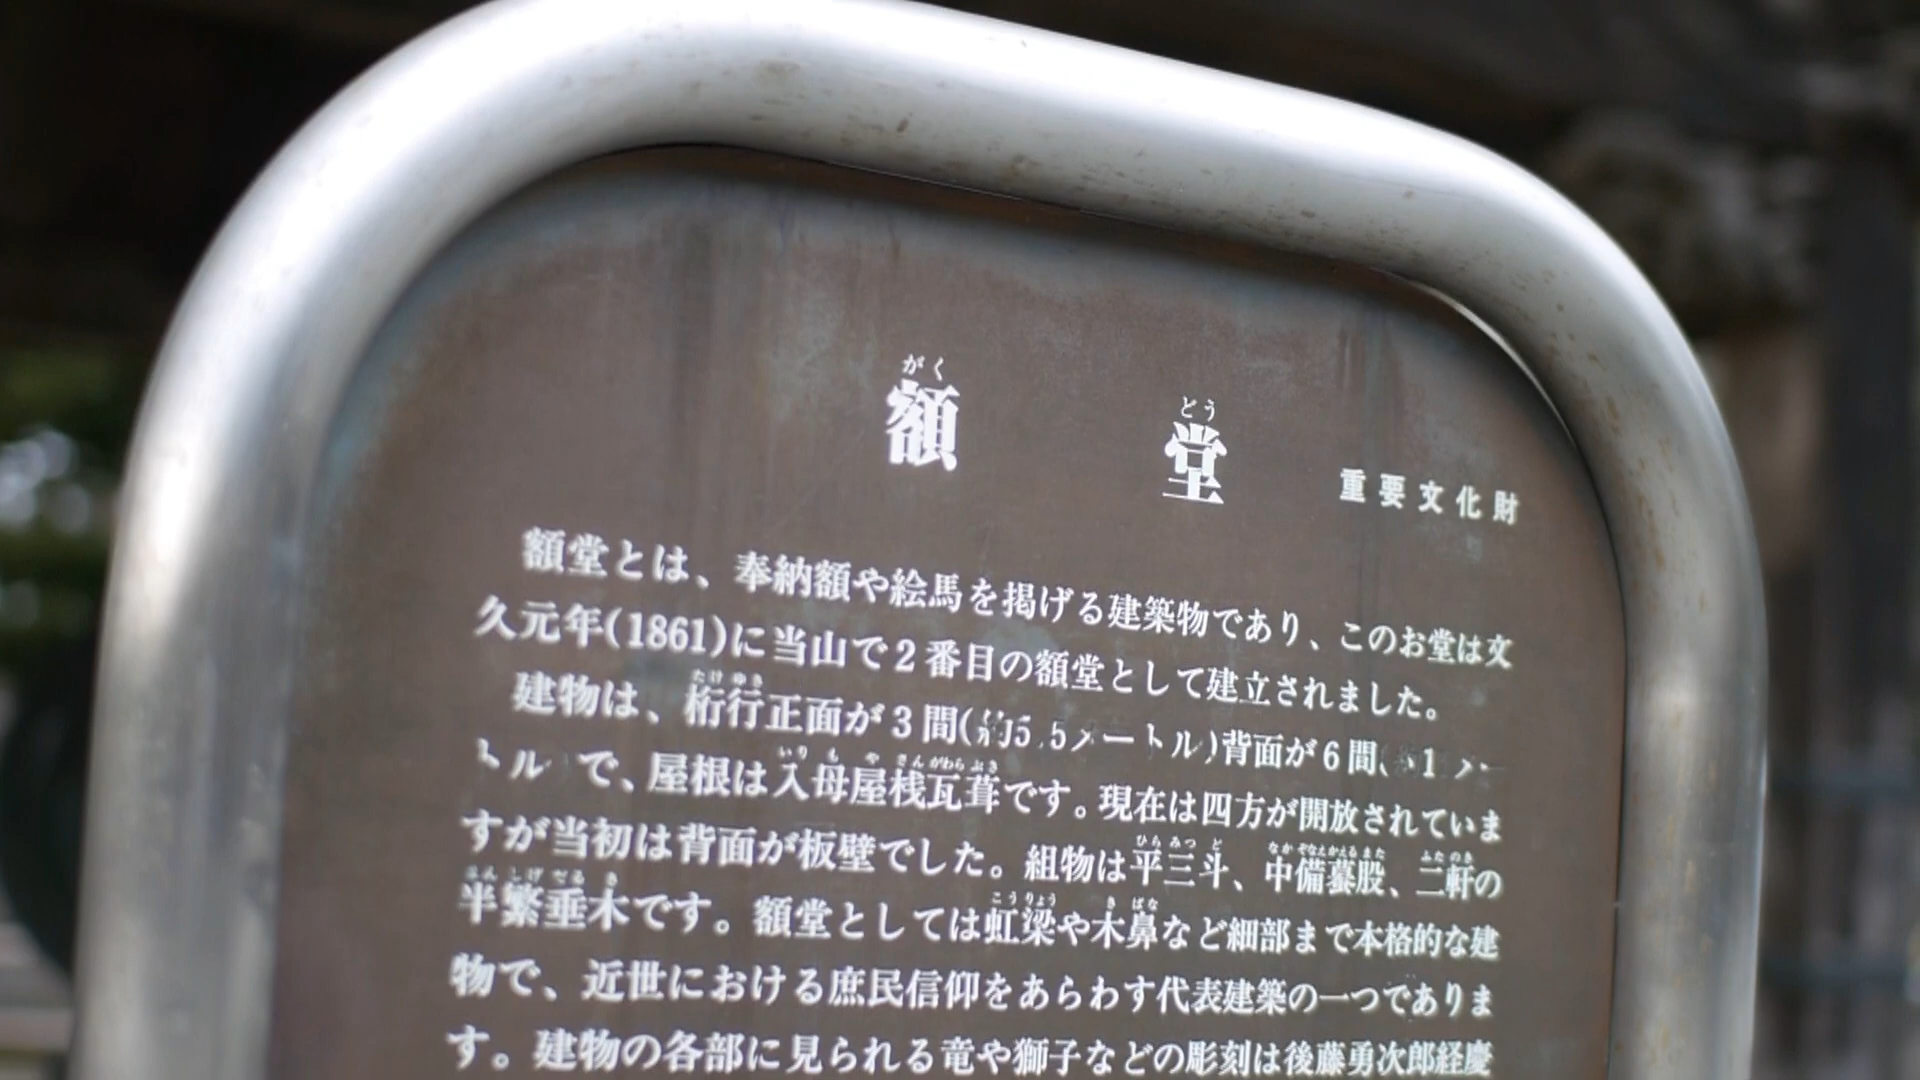 がく どう
額 堂 重要文化財
額堂とは、奉納額や絵馬を掲げる建築物であり、このお堂は文
久元年(1861)に当山で2番目の額堂として建立されました。
たけ ゆき
建物は、桁行正面が3間(約5.5メートル)背面が6間 1
いり も や さんがわら ぶき
トル で、屋根は入母屋桟瓦葺です。現在は四方が開放されていま
ひら みつ ど なか ぞなえかえる また ふた のき
すが当初は背面が板壁でした。組物は平三斗、中備蟇股、二軒の
はん しげ だる き こう りょう き ばな
半繁垂木です。額堂としては虹梁や木鼻など細部まで本格的な建
物で、近世における庶民信仰をあらわす代表建築の一つでありま
す。建物の各部に見られる竜や獅子などの彫刻は後藤勇次郎経慶